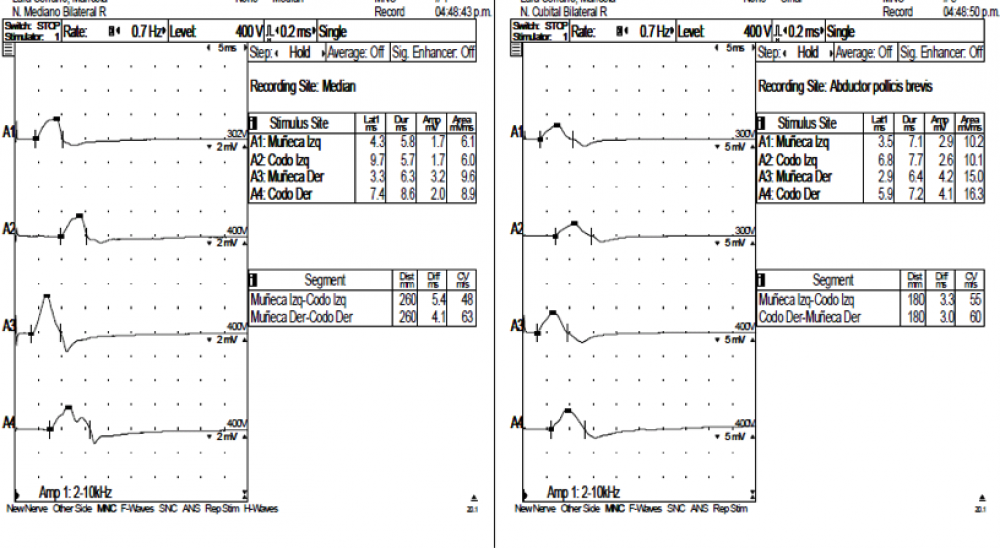 N. Mediano Bilateral R Record 04:48:43 p.m.
Switch: STOP Stimulator: 1 Rate: 0.7 Hz Level: 400 V 0.2 ms Single
5ms Step: Hold Average: Off Sig. Enhancer: Off
Recording Site: Median
Stimulus Site Lat1 ms Dur ms Amp mV Area mVms
A1: Muñeca Izq 4.3 5.8 1.7 6.1
A2: Codo Izq 9.7 5.7 1.7 6.0
A3: Muñeca Der 3.3 6.3 3.2 9.6
A4: Codo Der 7.4 8.6 2.0 8.9
A1
302V
2 mV
A2
400V
2 mV
Segment Dist mm Diff ms CV m/s
Muñeca Izq-Codo Izq 260 5.4 48
Muñeca Der-Codo Der 260 4.1 63
A3
400V
2 mV
A4
400V
2 mV
Amp 1: 2-10kHz
New Nerve Other Side MNC F-Waves SNC ANS Rep Stim H-Waves
20.1
N. Cubital Bilateral R Record 04:48:50 p.m.
Switch: STOP Stimulator: 1 Rate: 0.7 Hz Level: 400 V 0.2 ms Single
5ms Step: Hold Average: Off Sig. Enhancer: Off
Recording Site: Abductor pollicis brevis
Stimulus Site Lat1 ms Dur ms Amp mV Area mVms
A1: Muñeca Izq 3.5 7.1 2.9 10.2
A2: Codo Izq 6.8 7.7 2.6 10.1
A3: Muñeca Der 2.9 6.4 4.2 15.0
A4: Codo Der 5.9 7.2 4.1 16.3
A1
300V
5 mV
A2
300V
5 mV
Segment Dist mm Diff ms CV m/s
Muñeca Izq-Codo Izq 180 3.3 55
Codo Der-Muñeca Der 180 3.0 60
A3
400V
5 mV
A4
400V
5 mV
Amp 1: 2-10kHz
New Nerve Other Side MNC F-Waves SNC ANS Rep Stim
20.1